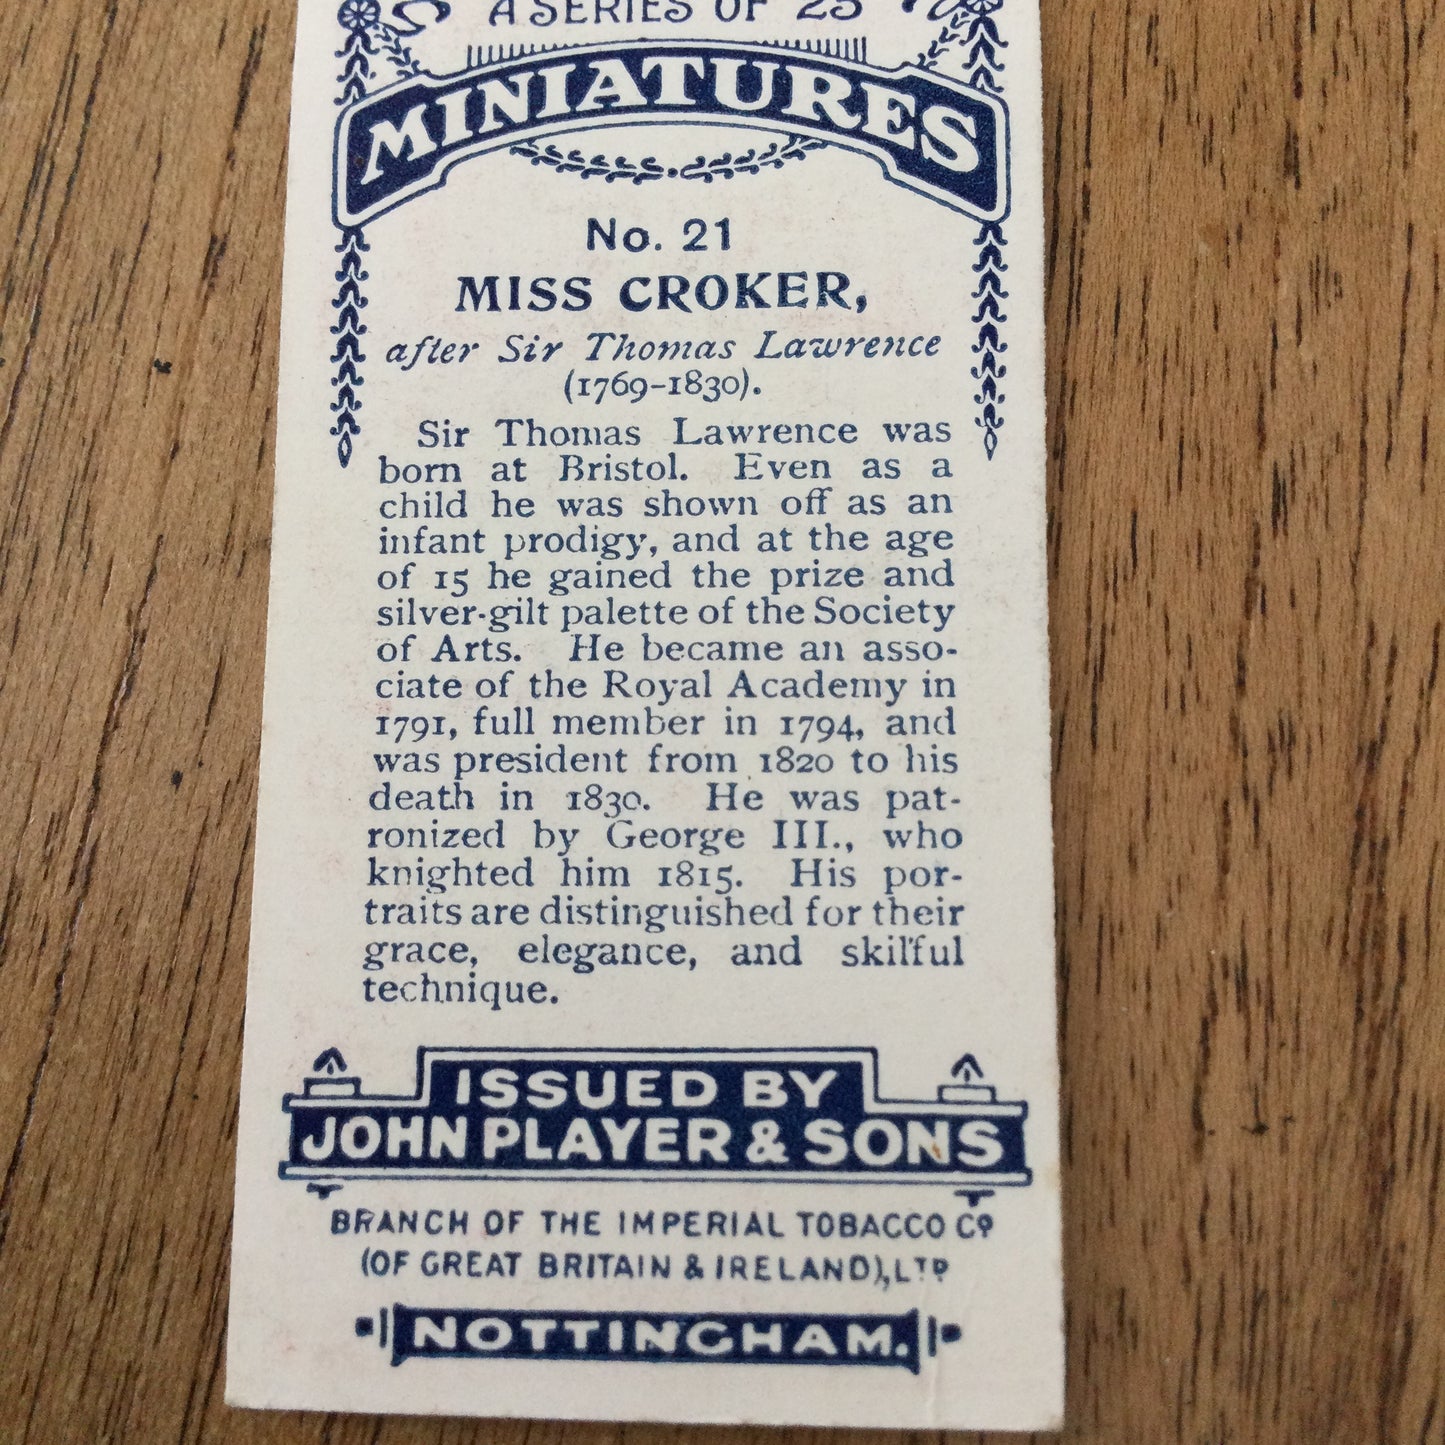 A SERIES OF 25
MINIATURES
No. 21
MISS CROKER,
after Sir Thomas Lawrence
(1769-1830).
Sir Thomas Lawrence was
born at Bristol. Even as a
child he was shown off as an
infant prodigy, and at the age
of 15 he gained the prize and
silver-gilt palette of the Society
of Arts. He became an asso-
ciate of the Royal Academy in
1791, full member in 1794, and
was president from 1820 to his
death in 1830. He was pat-
ronized by George III., who
knighted him 1815. His por-
traits are distinguished for their
grace, elegance, and skilful
technique.
ISSUED BY
JOHN PLAYER & SONS
BRANCH OF THE IMPERIAL TOBACCO Co
(OF GREAT BRITAIN & IRELAND), LTD
NOTTINGHAM.